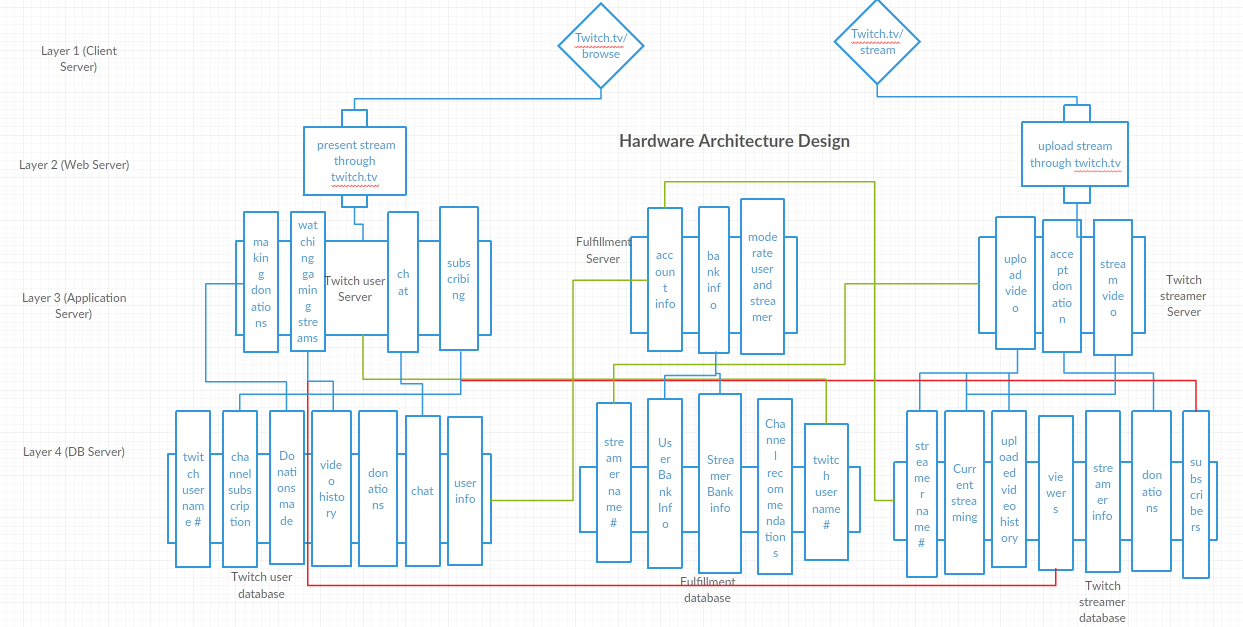 Layer 1 (Client
Server)
Twitch.tv/
browse
Twitch.tv/
stream
Layer 2 (Web Server)
present stream
through
twitch.tv
Hardware Architecture Design
upload stream
through twitch.tv
Layer 3 (Application
Server)
ma
kin
g
don
atio
ns
wat
chi
ng
ga
min
g
stre
ams
Twitch user
Server
ch
at
subs
cribi
ng
Fulfillment
Server
acc
oun
t
info
ba
nk
inf
o
mode
rate
user
and
strea
mer
uplo
ad
vide
o
acce
pt
don
atio
n
strea
m
vide
o
Twitch
streamer
Server
Layer 4 (DB Server)
twit
ch
user
nam
e #
cha
nnel
subs
crip
tion
Do
nati
ons
ma
de
vide
o
histo
ry
don
atio
ns
chat
user
info
Twitch user
database
stre
am
er
na
me
#
Us
er
Ba
nk
Inf
o
Strea
mer
Bank
info
Cha
nne
l
rec
om
me
nda
tion
s
twitc
h
user
name
#
Fulfillment
database
str
ea
me
r
na
me
#
Curr
ent
strea
ming
upl
oad
ed
vid
eo
hist
ory
vie
wer
s
stre
am
er
info
don
atio
ns
su
bs
cri
be
rs
Twitch
streamer
database